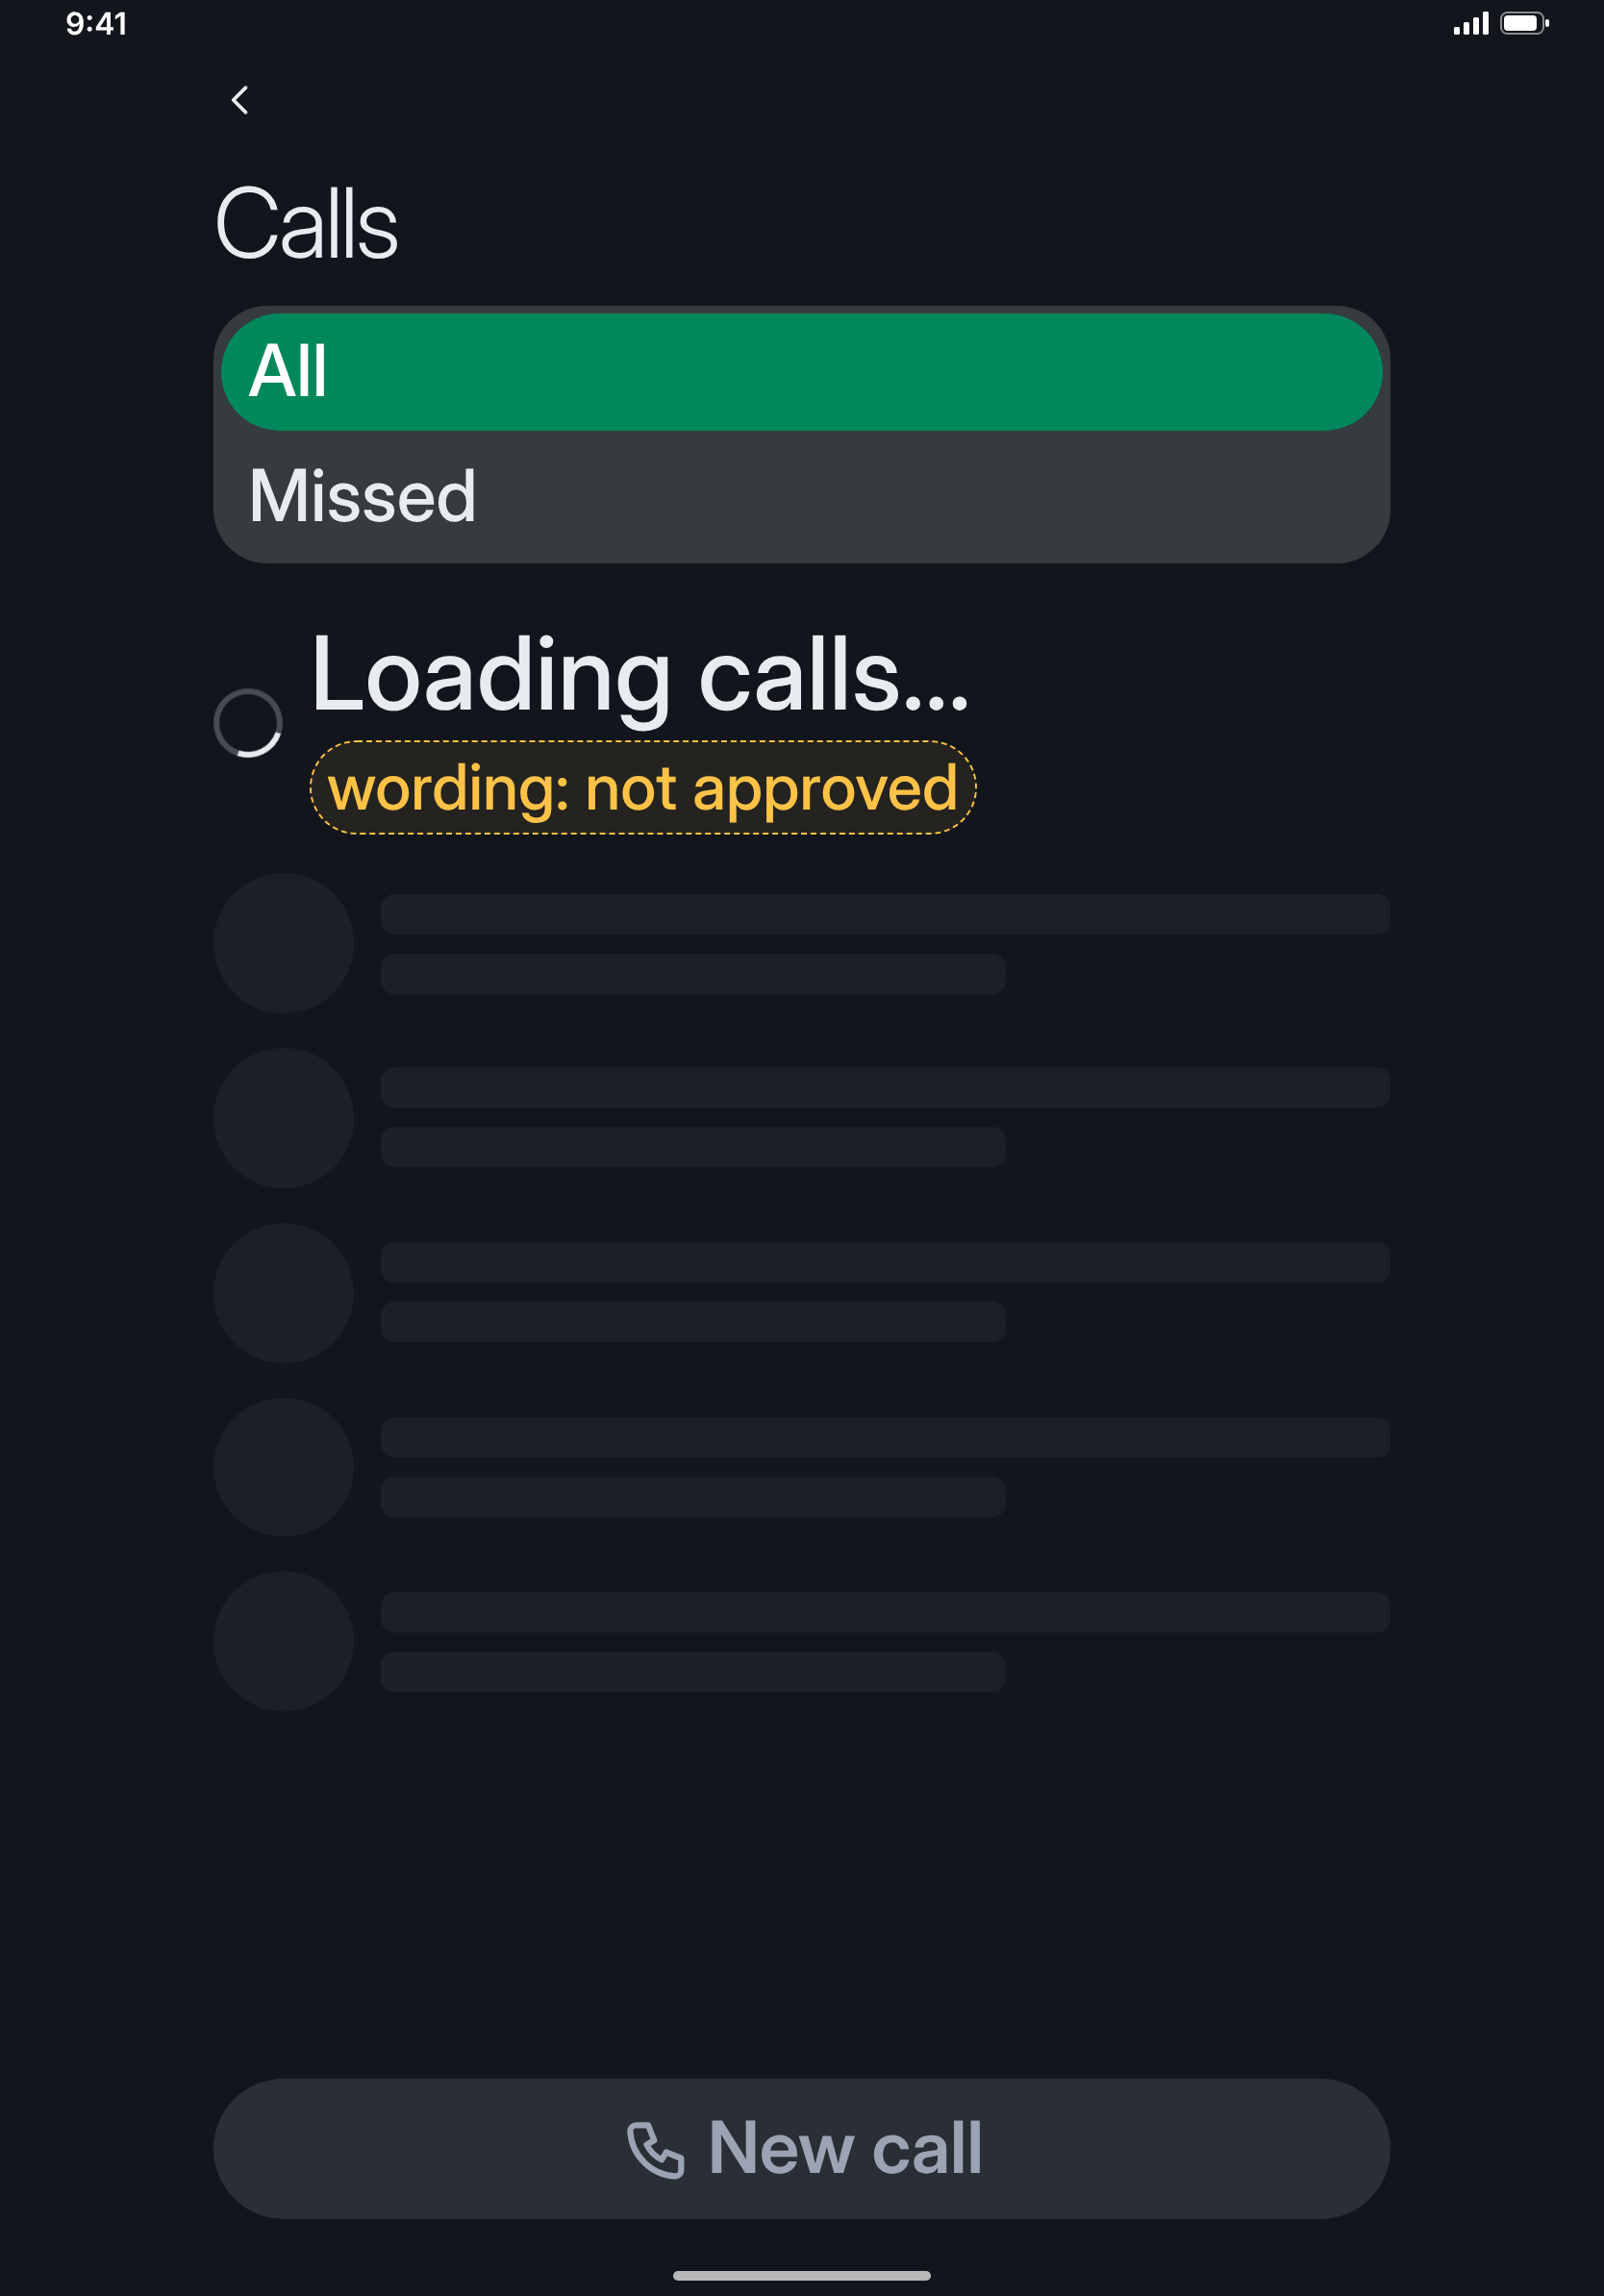 9:41
Calls
All
Missed
Loading calls...
wording: not approved
New call